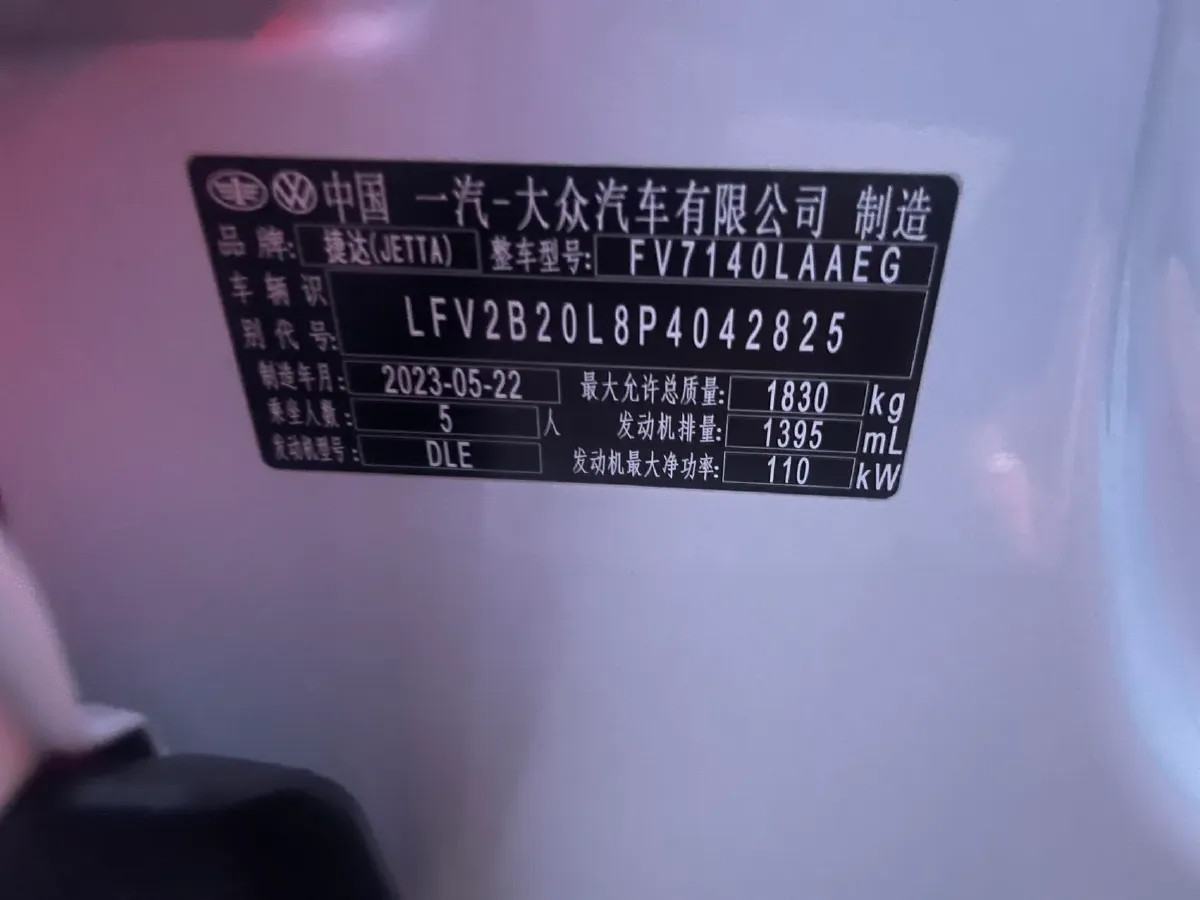 中国 一汽-大众汽车有限公司 制造
品牌: 捷达(JETTA) 整车型号: FV7140LAAEG
车辆识别代号: LFV2B20L8P4042825
制造年月: 2023-05-22 最大允许总质量: 1830 kg
乘坐人数: 5 人 发动机排量: 1395 mL
发动机型号: DLE 发动机最大净功率: 110 kW